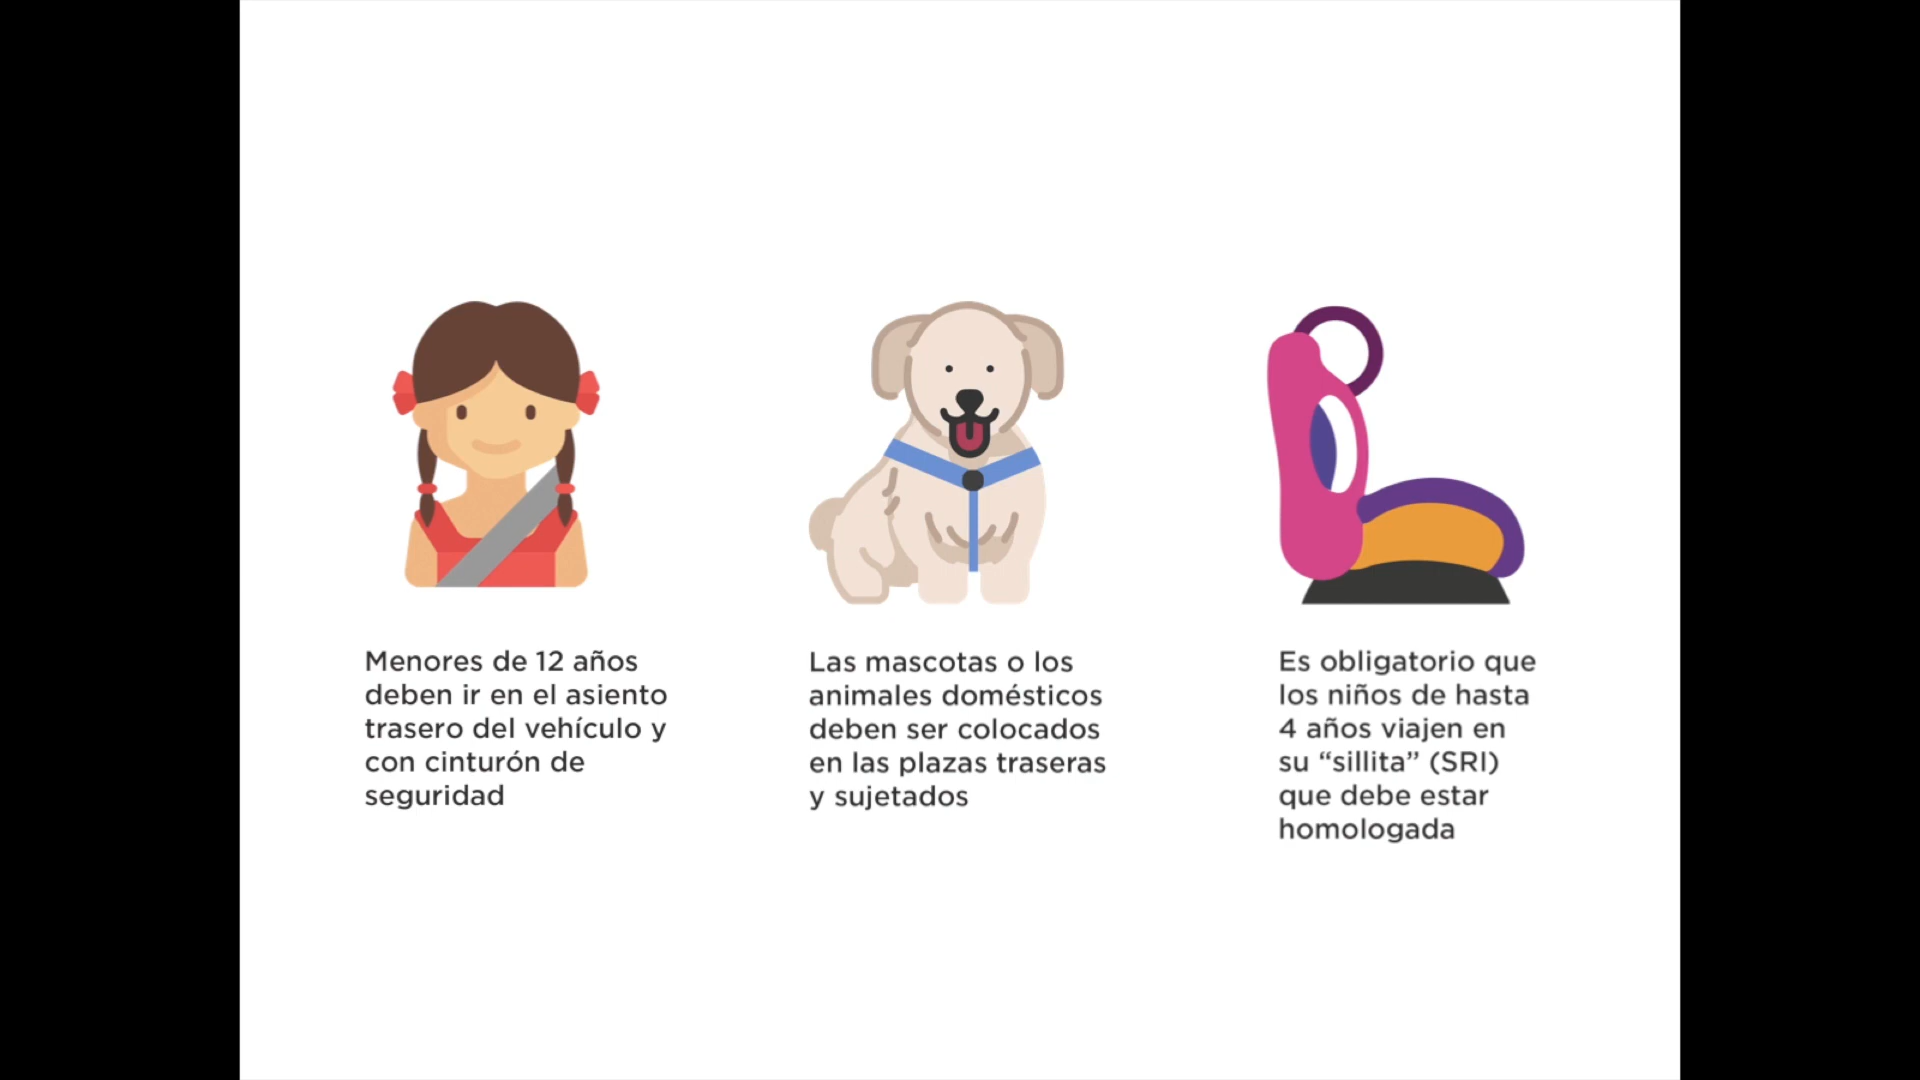 Menores de 12 años
deben ir en el asiento
trasero del vehículo y
con cinturón de
seguridad
Las mascotas o los
animales domésticos
deben ser colocados
en las plazas traseras
y sujetados
Es obligatorio que
los niños de hasta
4 años viajen en
su “sillita” (SRI)
que debe estar
homologada